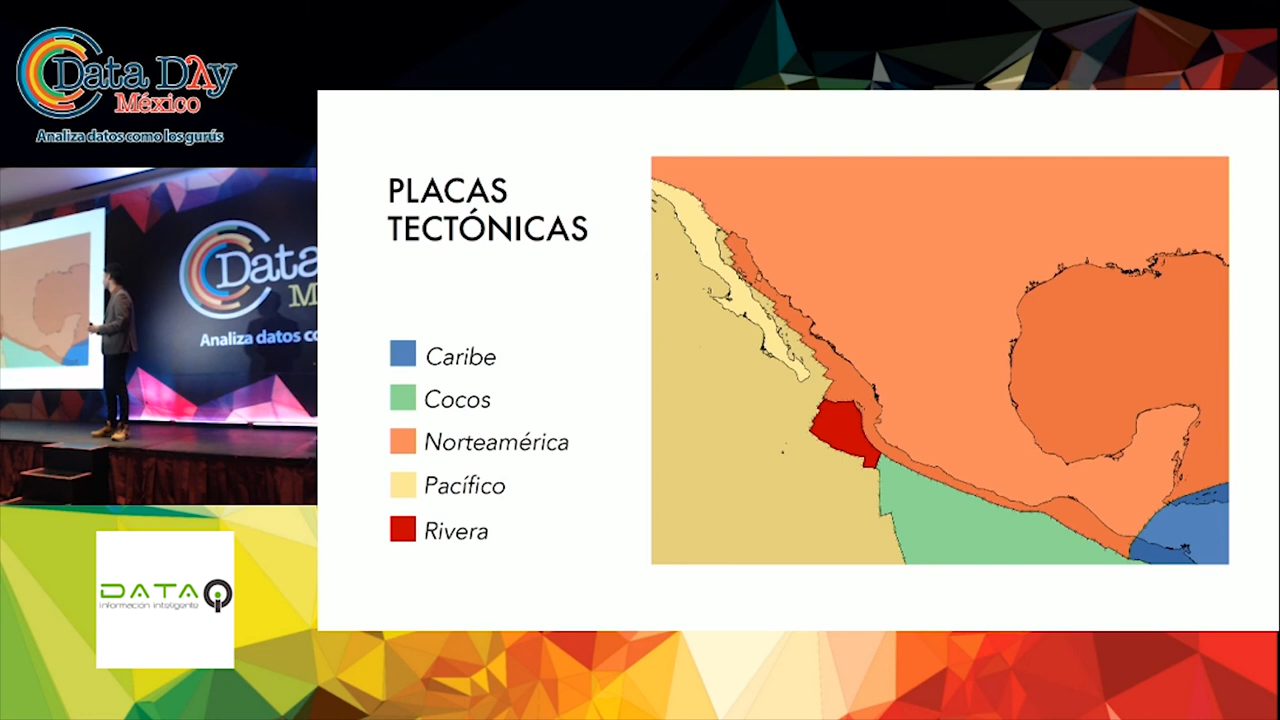 Data Day
México
Analiza datos como los gurús
PLACAS
TECTÓNICAS
Caribe
Cocos
Norteamérica
Pacífico
Rivera
Data
M
Analiza datos co
DATA IQ
información inteligente